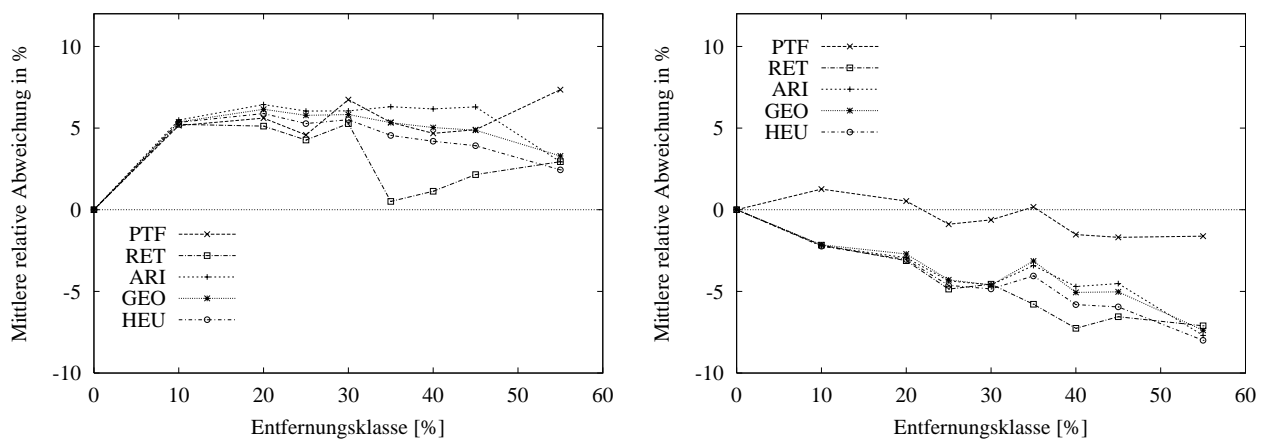 Mittlere relative Abweichung in %
10
5
0
-5
-10
PTF
RET
ARI
GEO
HEU
0 10 20 30 40 50 60
Entfernungsklasse [%]
Mittlere relative Abweichung in %
10
5
0
-5
-10
PTF
RET
ARI
GEO
HEU
0 10 20 30 40 50 60
Entfernungsklasse [%]